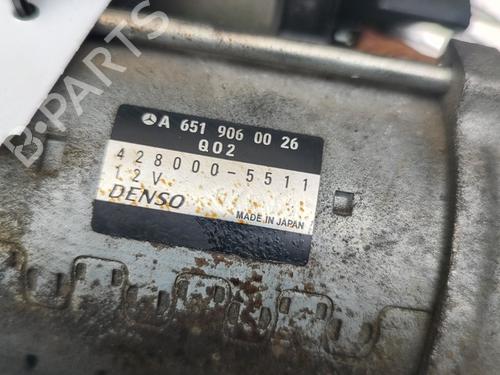 A 651 906 00 26
Q02
428000-5511
12V
DENSO
MADE IN JAPAN
B-PARTS